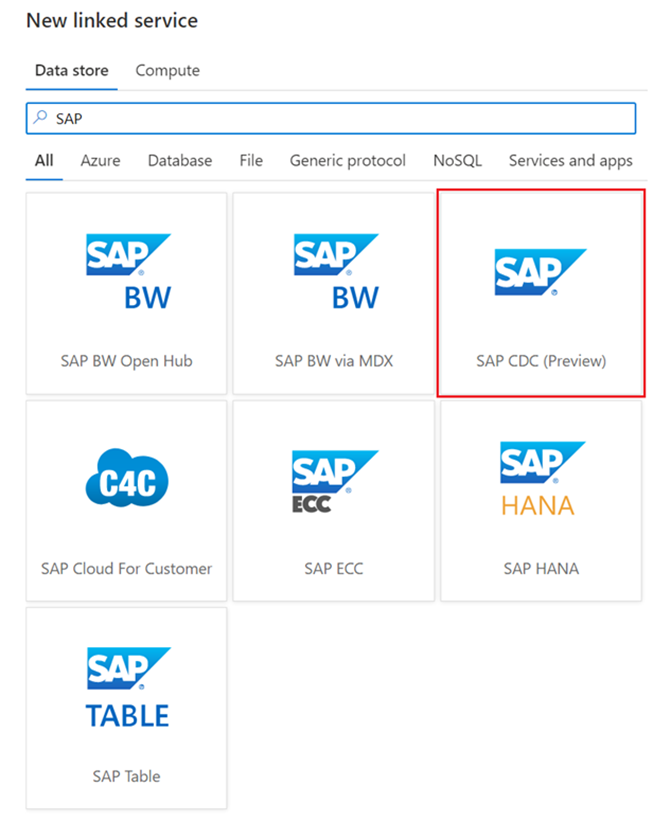 New linked service
Data store Compute
SAP
All Azure Database File Generic protocol NoSQL Services and apps
SAP
BW
SAP BW Open Hub
SAP
BW
SAP BW via MDX
SAP
SAP CDC (Preview)
C4C
SAP Cloud For Customer
SAP
ECC
SAP ECC
SAP
HANA
SAP HANA
SAP
TABLE
SAP Table